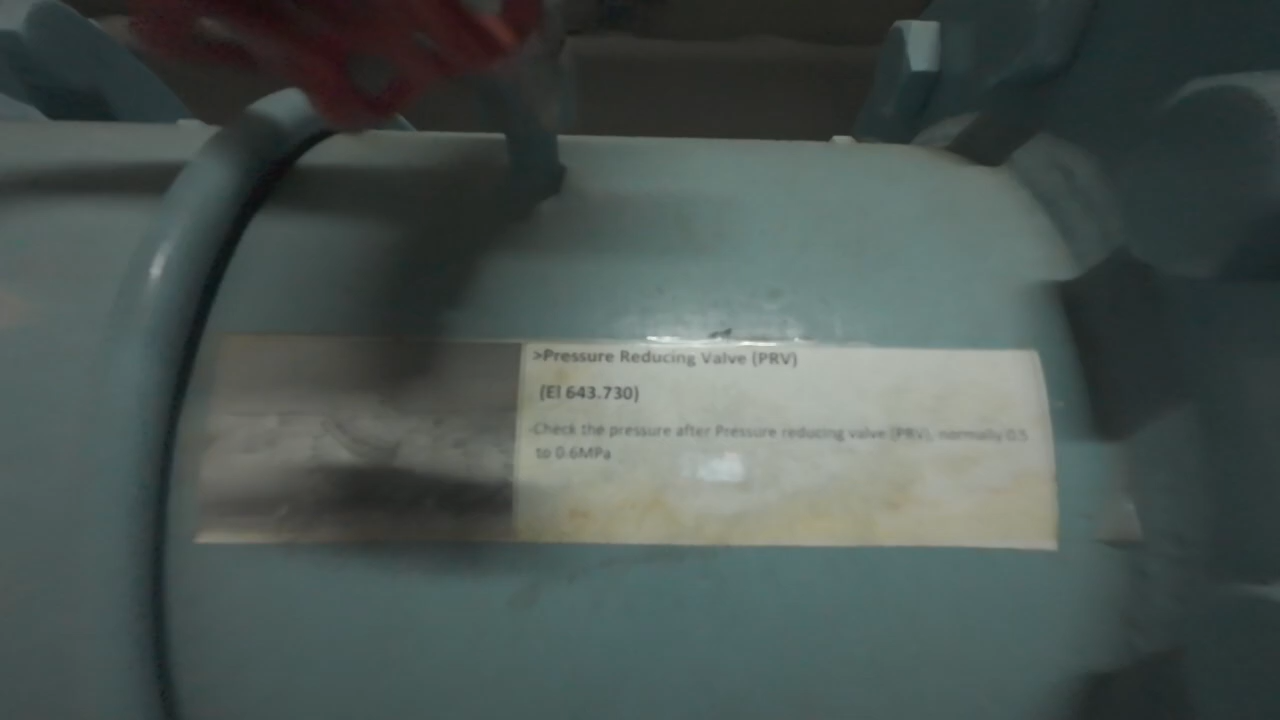 >Pressure Reducing Valve (PRV)
(EI 643.730)
-Check the pressure after Pressure reducing valve (PRV), normally 0.5
to 0.6MPa